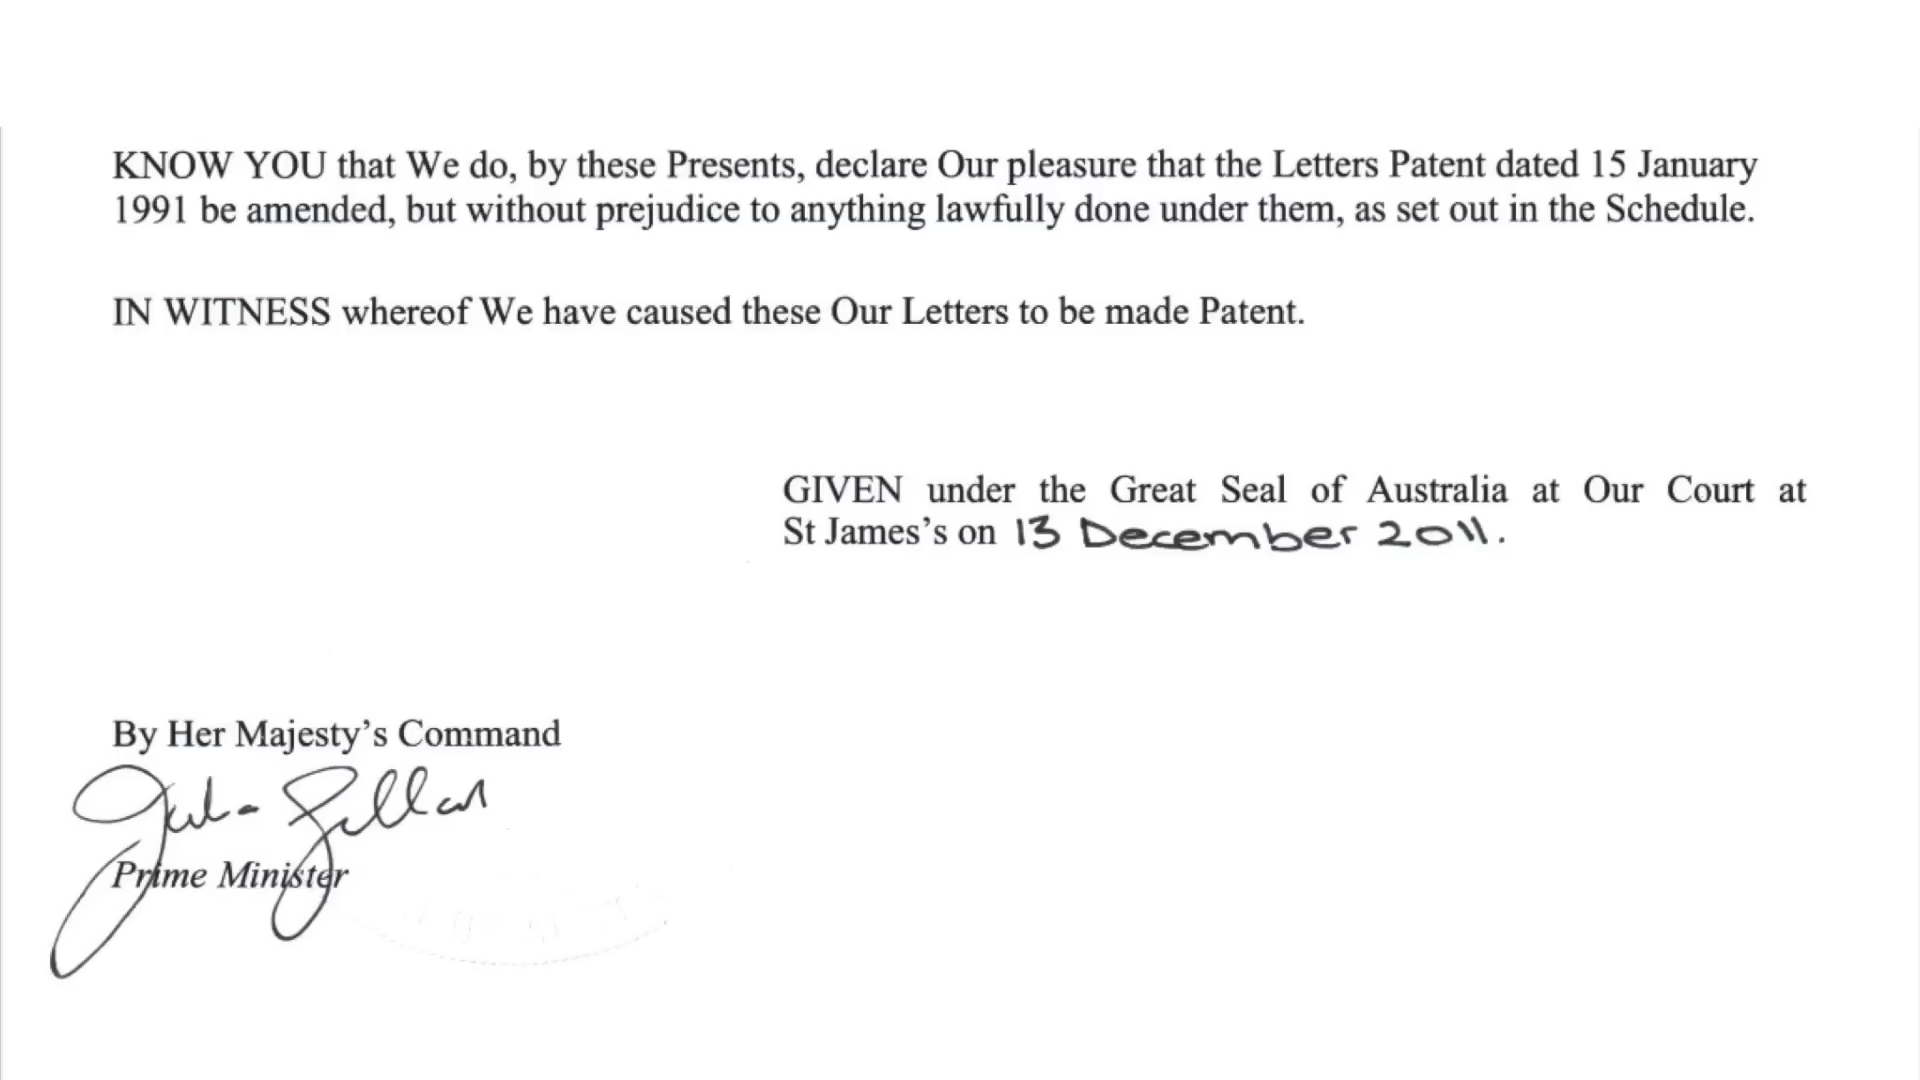 KNOW YOU that We do, by these Presents, declare Our pleasure that the Letters Patent dated 15 January
1991 be amended, but without prejudice to anything lawfully done under them, as set out in the Schedule.
IN WITNESS whereof We have caused these Our Letters to be made Patent.
GIVEN under the Great Seal of Australia at Our Court at
St James’s on 13 December 2011.
By Her Majesty’s Command
Julia Gillard
Prime Minister